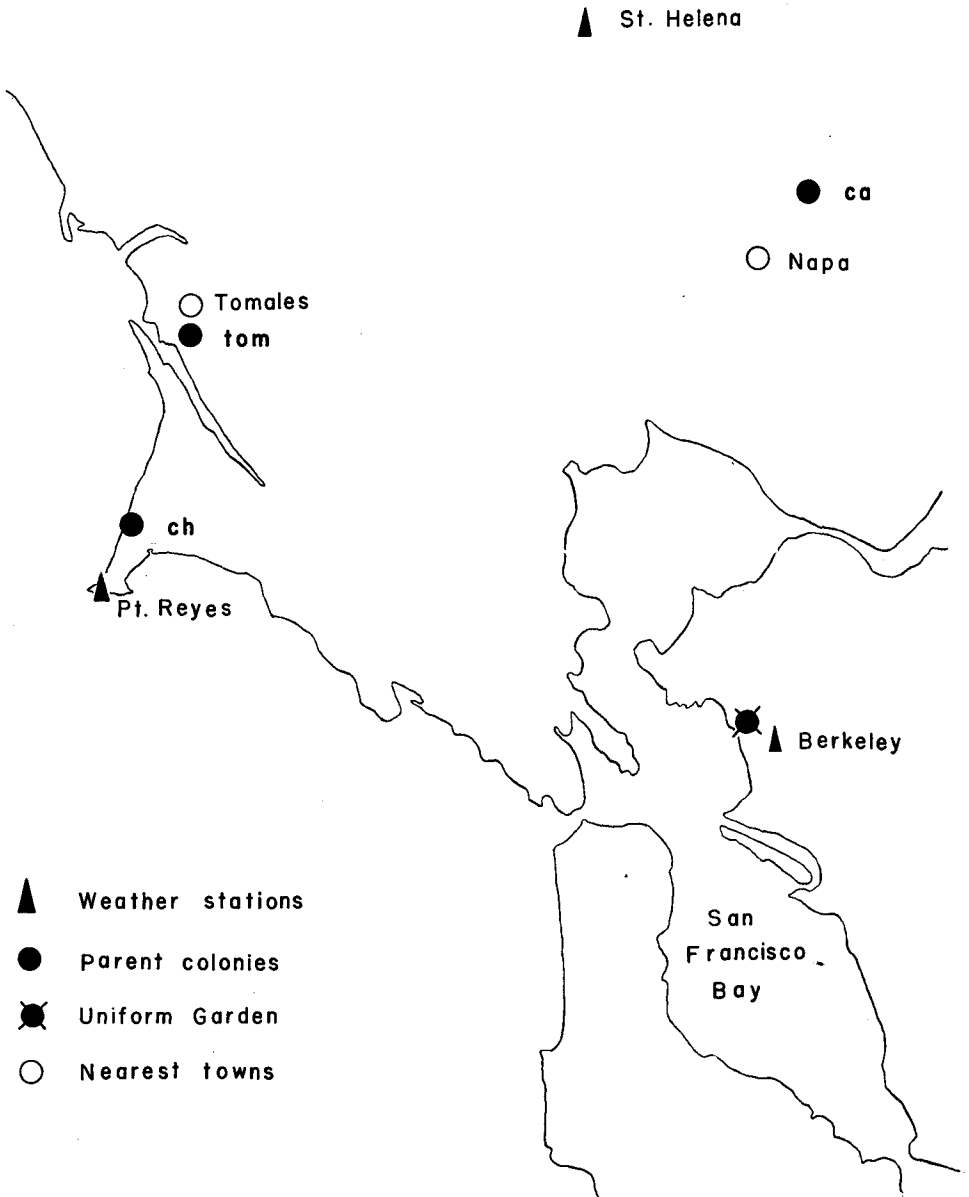 St. Helena
ca
Napa
Tomales
tom
ch
Pt. Reyes
Berkeley
Weather stations
Parent colonies
Uniform Garden
Nearest towns
San
Francisco
Bay